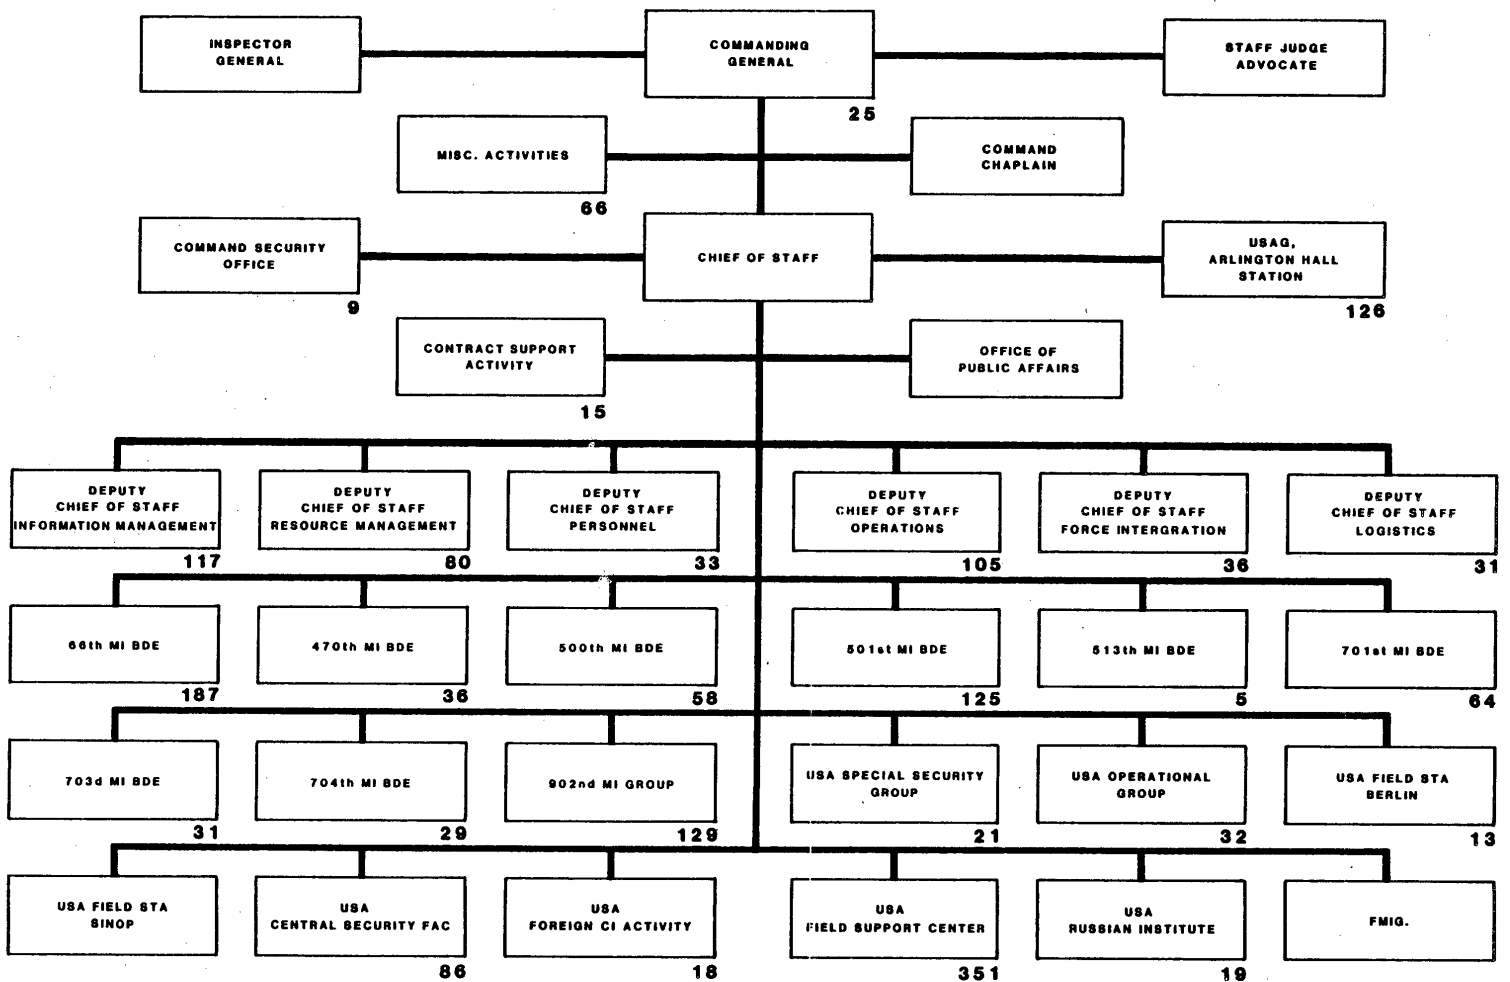 INSPECTOR
GENERAL
COMMANDING
GENERAL
STAFF JUDGE
ADVOCATE
25
MISC. ACTIVITIES
COMMAND
CHAPLAIN
66
COMMAND SECURITY
OFFICE
CHIEF OF STAFF
USAG,
ARLINGTON HALL
STATION
9
126
CONTRACT SUPPORT
ACTIVITY
OFFICE OF
PUBLIC AFFAIRS
15
DEPUTY
CHIEF OF STAFF
INFORMATION MANAGEMENT
DEPUTY
CHIEF OF STAFF
RESOURCE MANAGEMENT
DEPUTY
CHIEF OF STAFF
PERSONNEL
DEPUTY
CHIEF OF STAFF
OPERATIONS
DEPUTY
CHIEF OF STAFF
FORCE INTERGRATION
DEPUTY
CHIEF OF STAFF
LOGISTICS
117
80
33
105
36
31
66th MI BDE
470th MI BDE
500th MI BDE
501st MI BDE
513th MI BDE
701st MI BDE
187
36
58
125
5
64
703d MI BDE
704th MI BDE
902nd MI GROUP
USA SPECIAL SECURITY
GROUP
USA OPERATIONAL
GROUP
USA FIELD STA
BERLIN
31
29
129
21
32
13
USA FIELD STA
SINOP
USA
CENTRAL SECURITY FAC
USA
FOREIGN CI ACTIVITY
USA
FIELD SUPPORT CENTER
USA
RUSSIAN INSTITUTE
FMIG.
86
18
351
19